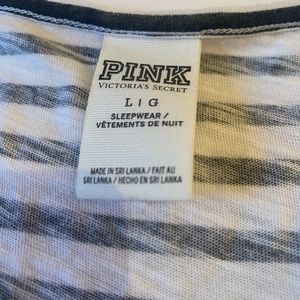 PINK
VICTORIA'S SECRET
L | G
SLEEPWEAR /
VÊTEMENTS DE NUIT
MADE IN SRI LANKA / FAIT AU
SRI LANKA / HECHO EN SRI LANKA